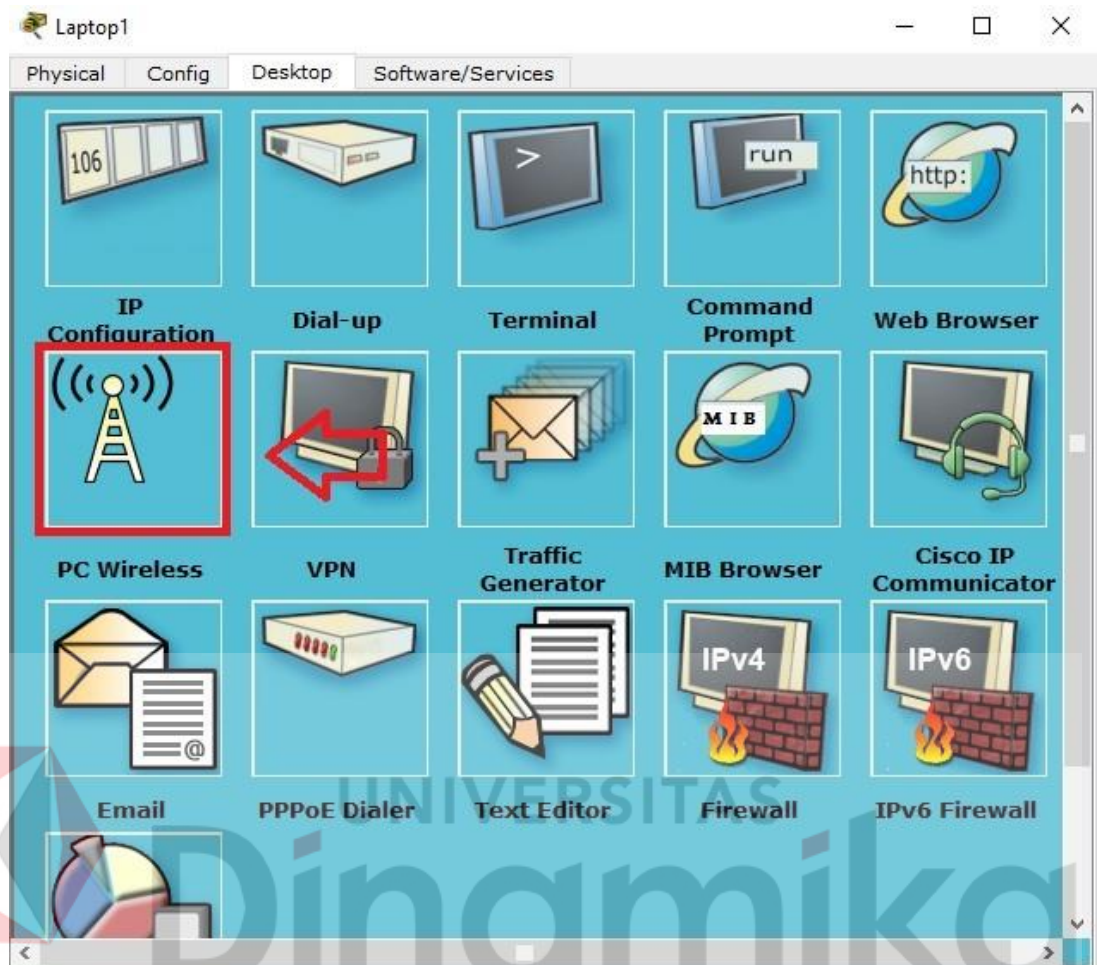 Laptop1
Physical Config Desktop Software/Services
106
>
run
http:
IP
Configuration
Dial-up
Terminal
Command
Prompt
Web Browser
MIB
PC Wireless
VPN
Traffic
Generator
MIB Browser
Cisco IP
Communicator
@
IPv4
IPv6
Email
PPPoE Dialer
Text Editor
Firewall
IPv6 Firewall
UNIVERSITAS
Dinamika